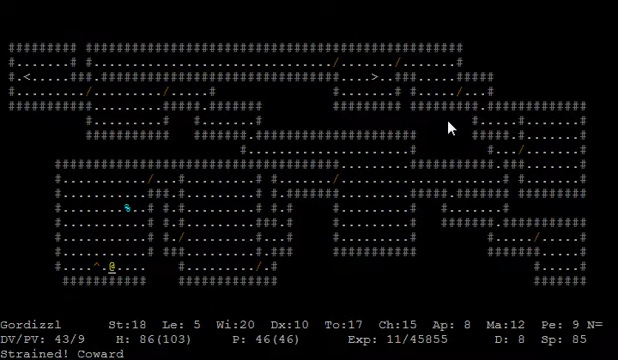 Gordizzl St:18 Le: 5 Wi:20 Dx:10 To:17 Ch:15 Ap: 8 Ma:12 Pe: 9 N=
DV/PV: 43/9 H: 86(103) P: 46(46) Exp: 11/45855 D: 8 Sp: 85
Strained! Coward